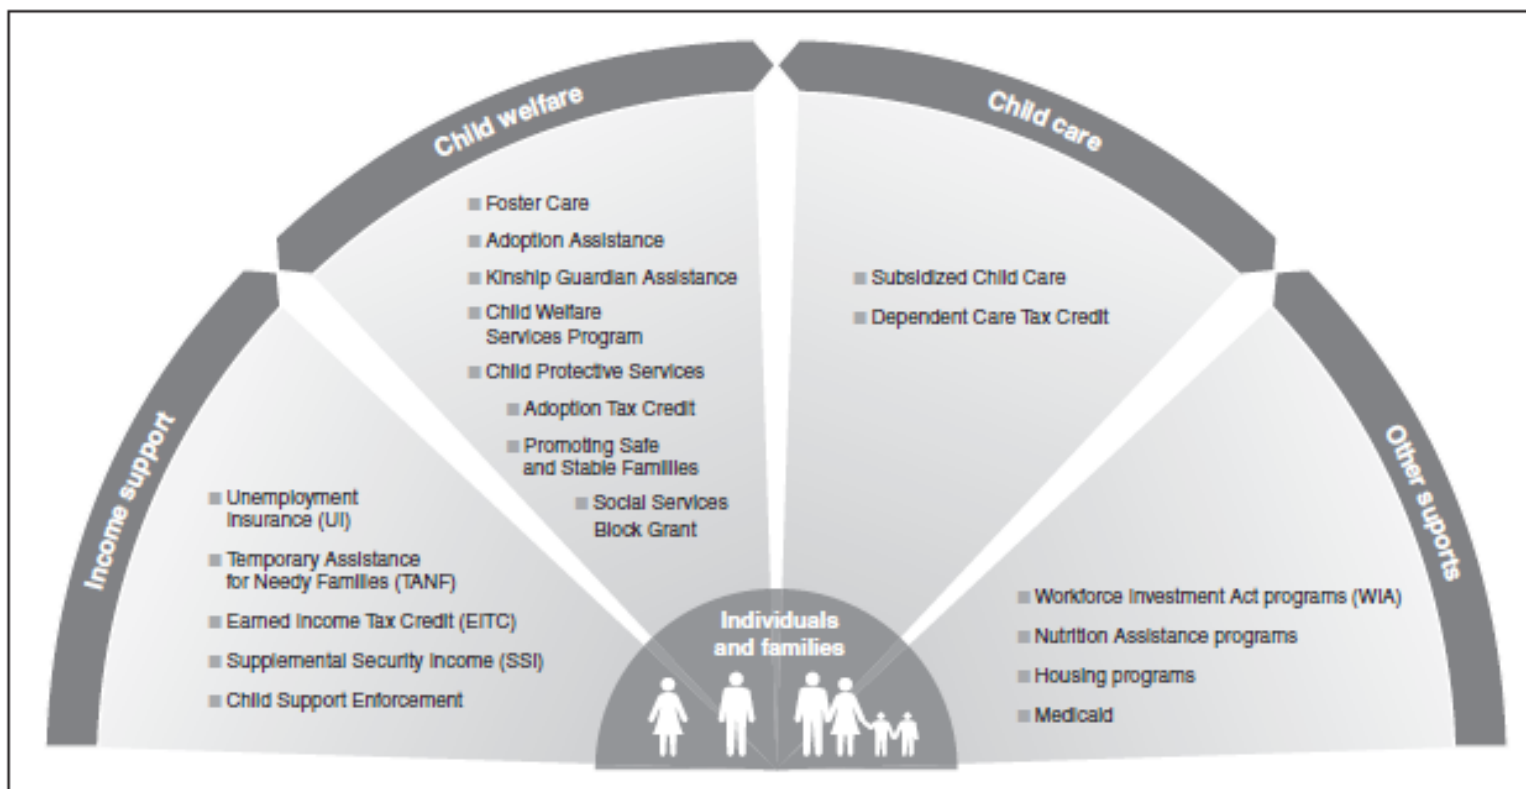 Child welfare
Child care
Income support
Other suports
Foster Care
Adoption Assistance
Kinship Guardian Assistance
Child Welfare
Services Program
Child Protective Services
Adoption Tax Credit
Promoting Safe
and Stable Families
Social Services
Block Grant
Subsidized Child Care
Dependent Care Tax Credit
Unemployment
Insurance (UI)
Temporary Assistance
for Needy Families (TANF)
Earned Income Tax Credit (EITC)
Supplemental Security Income (SSI)
Child Support Enforcement
Workforce Investment Act programs (WIA)
Nutrition Assistance programs
Housing programs
Medicaid
Individuals
and families